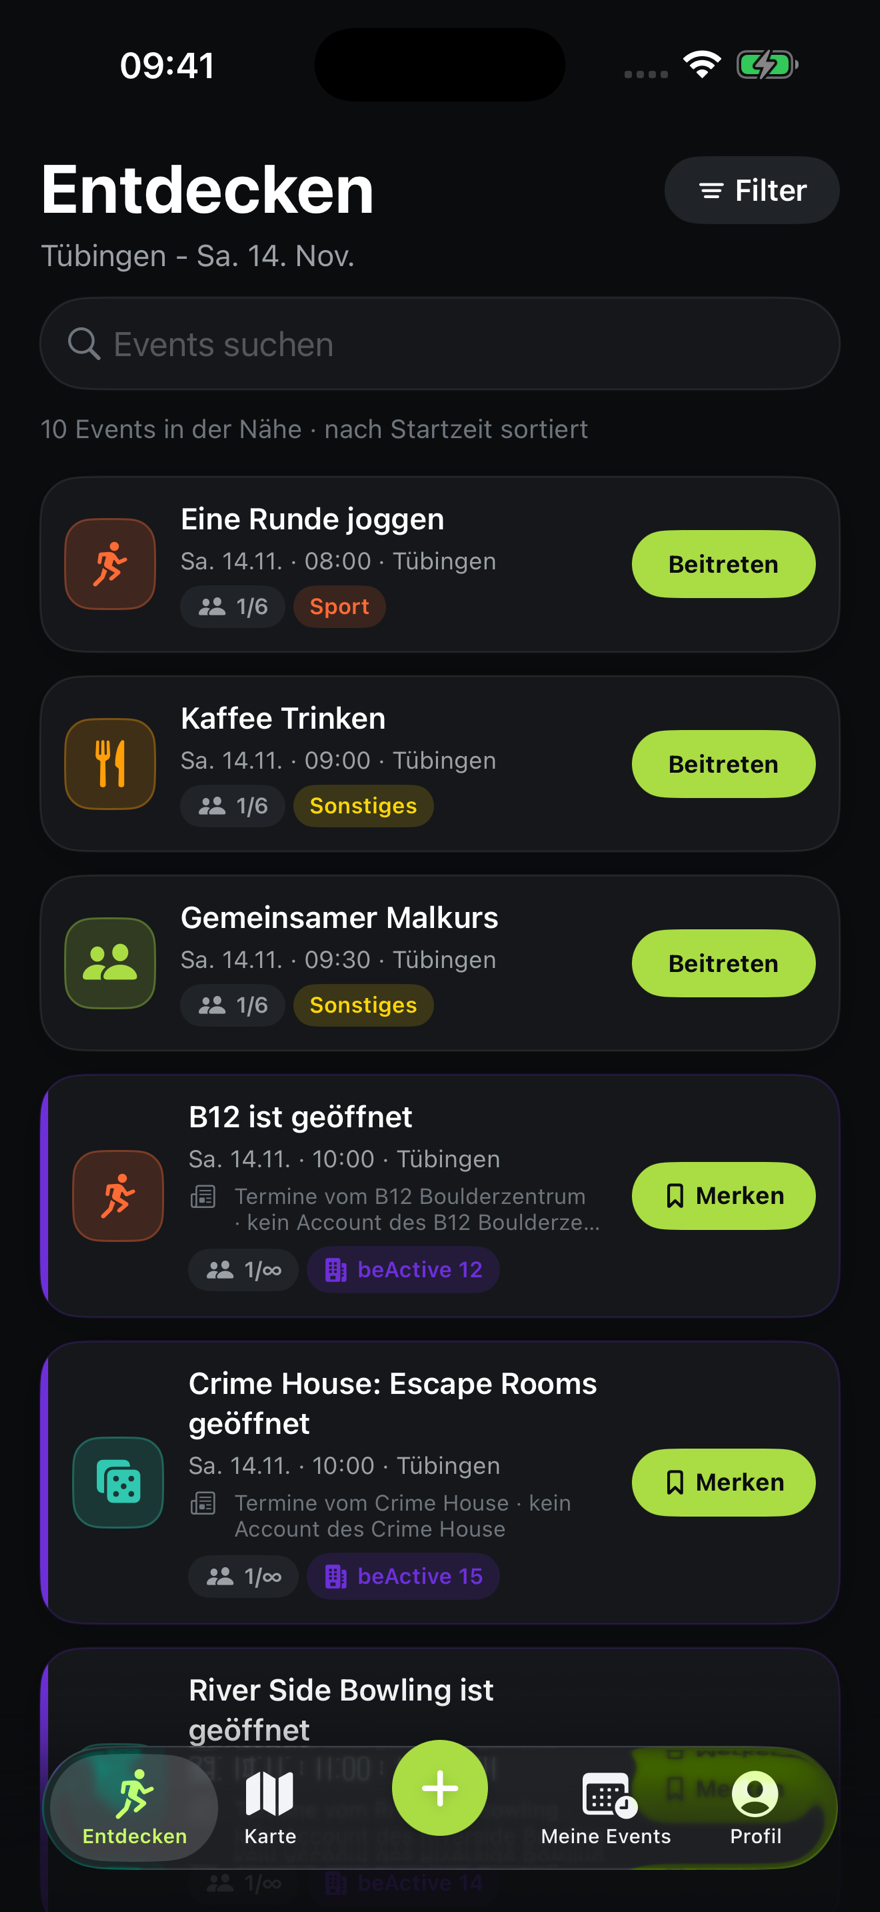 09:41
Entdecken
Filter
Tübingen - Sa. 14. Nov.
Events suchen
10 Events in der Nähe · nach Startzeit sortiert
Eine Runde joggen
Sa. 14.11. · 08:00 · Tübingen
1/6 Sport
Beitreten
Kaffee Trinken
Sa. 14.11. · 09:00 · Tübingen
1/6 Sonstiges
Beitreten
Gemeinsamer Malkurs
Sa. 14.11. · 09:30 · Tübingen
1/6 Sonstiges
Beitreten
B12 ist geöffnet
Sa. 14.11. · 10:00 · Tübingen
Termine vom B12 Boulderzentrum
· kein Account des B12 Boulderze...
1/∞ beActive 12
Merken
Crime House: Escape Rooms
geöffnet
Sa. 14.11. · 10:00 · Tübingen
Termine vom Crime House · kein
Account des Crime House
1/∞ beActive 15
Merken
River Side Bowling ist
geöffnet
Entdecken
Karte
Meine Events
Profil
1/∞ beActive 14